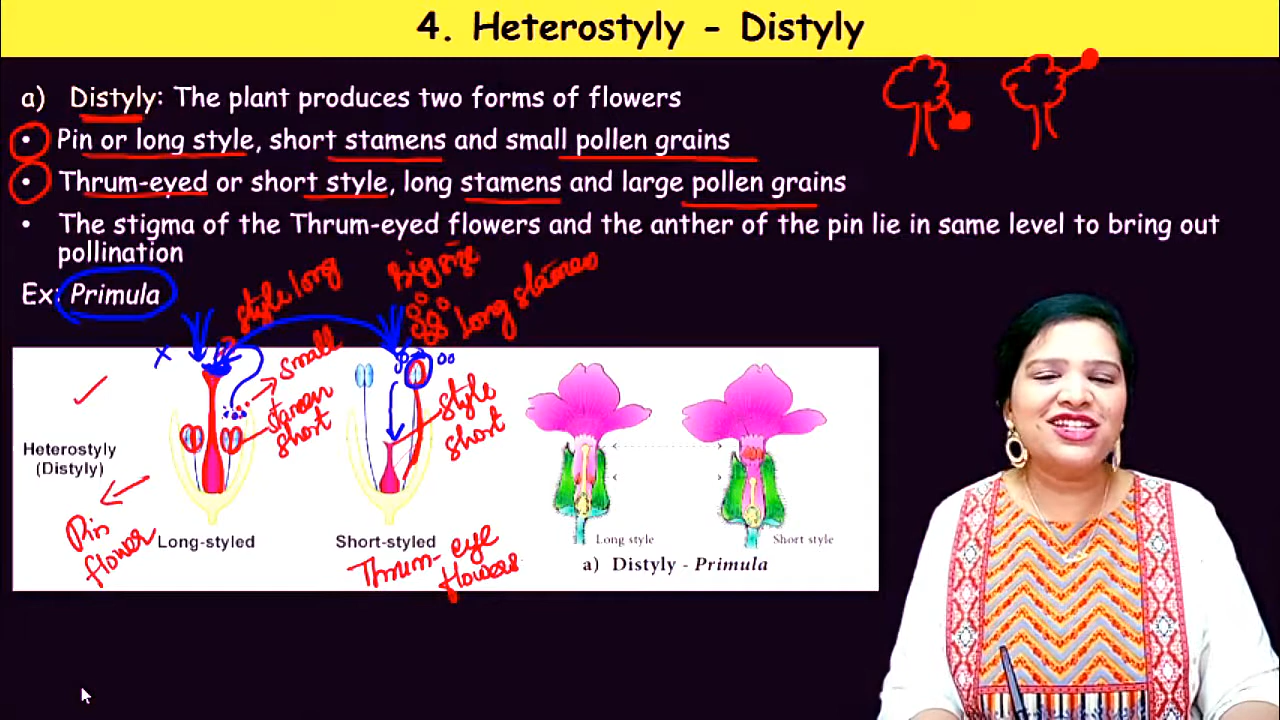 4. Heterostyly - Distyly
a) Distyly: The plant produces two forms of flowers
• Pin or long style, short stamens and small pollen grains
• Thrum-eyed or short style, long stamens and large pollen grains
• The stigma of the Thrum-eyed flowers and the anther of the pin lie in same level to bring out
pollination
Ex: Primula
style long
Big size
long stamens
small
stamen
short
style
short
Heterostyly
(Distyly)
Pin
flower
Long-styled
Short-styled
Thrum-eye
flowers
Long style
Short style
a) Distyly - Primula